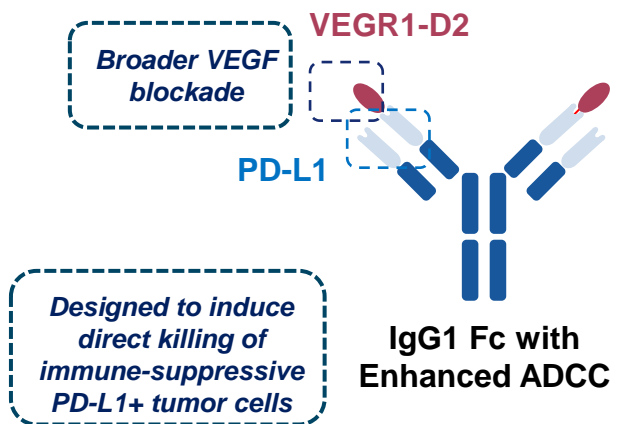 VEGR1-D2
Broader VEGF
blockade
PD-L1
Designed to induce
direct killing of
immune-suppressive
PD-L1+ tumor cells
IgG1 Fc with
Enhanced ADCC